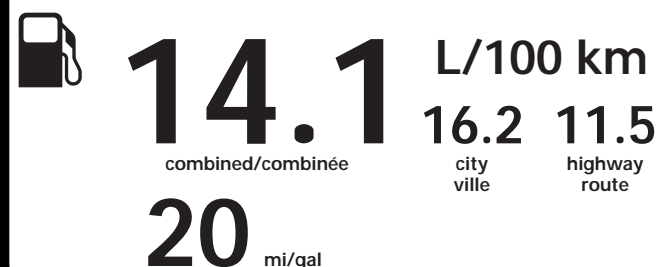 14.1 L/100 km
combined/combinée
16.2 11.5
city highway
ville route
20 mi/gal